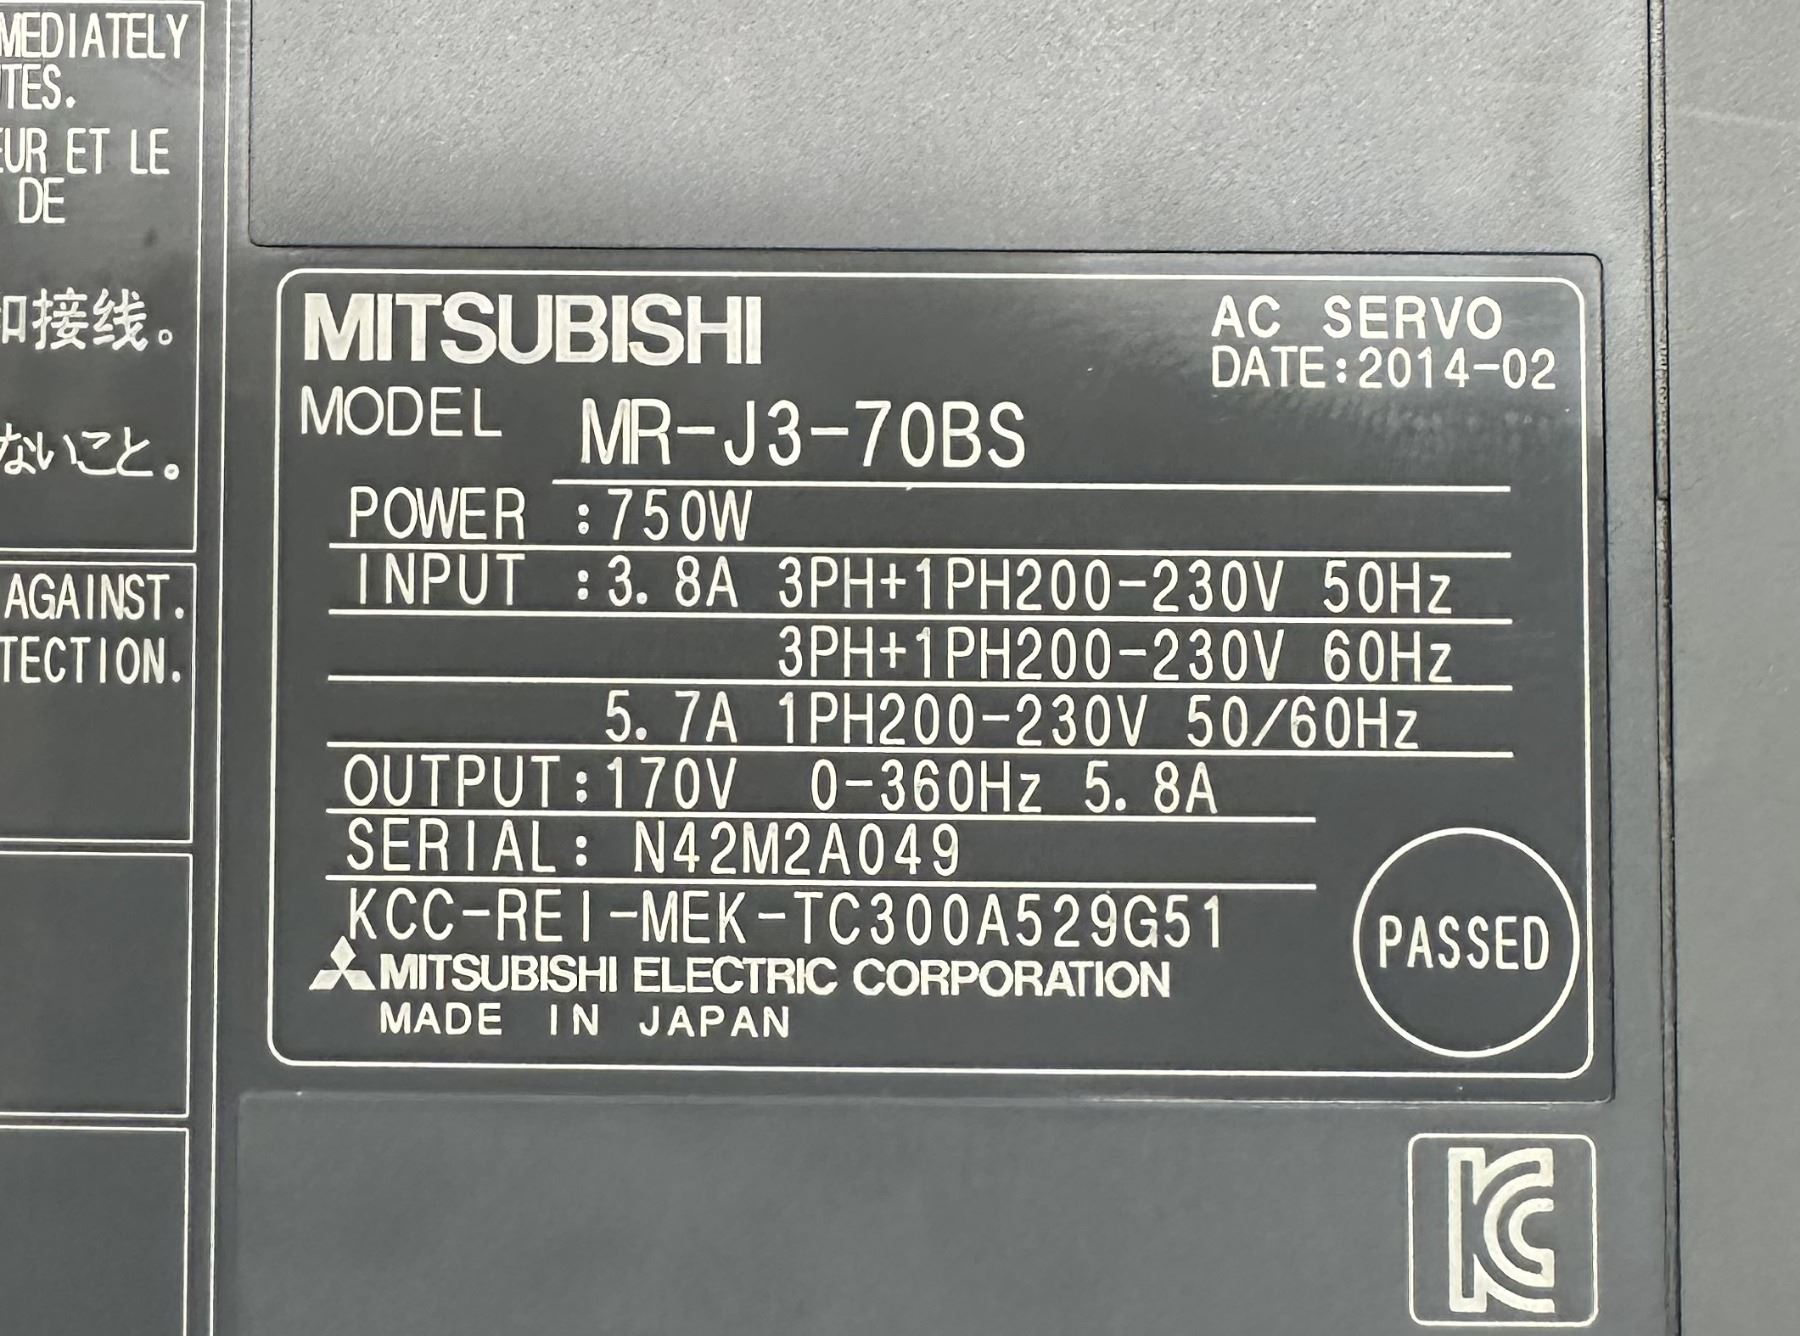 MEDIATELY
TES.
EUR ET LE
DE
和接线。
ないこと。
AGAINST.
TECTION.
MITSUBISHI
AC SERVO
DATE:2014-02
MODEL MR-J3-70BS
POWER :750W
INPUT :3.8A 3PH+1PH200-230V 50Hz
3PH+1PH200-230V 60Hz
5.7A 1PH200-230V 50/60Hz
OUTPUT:170V 0-360Hz 5.8A
SERIAL: N42M2A049
KCC-REI-MEK-TC300A529G51
MITSUBISHI ELECTRIC CORPORATION
MADE IN JAPAN
PASSED